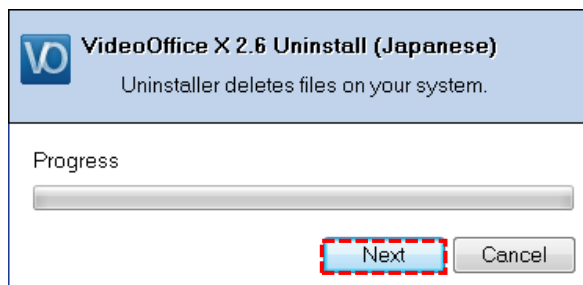 VO
VideoOffice X 2.6 Uninstall (Japanese)
Uninstaller deletes files on your system.
Progress
Next Cancel